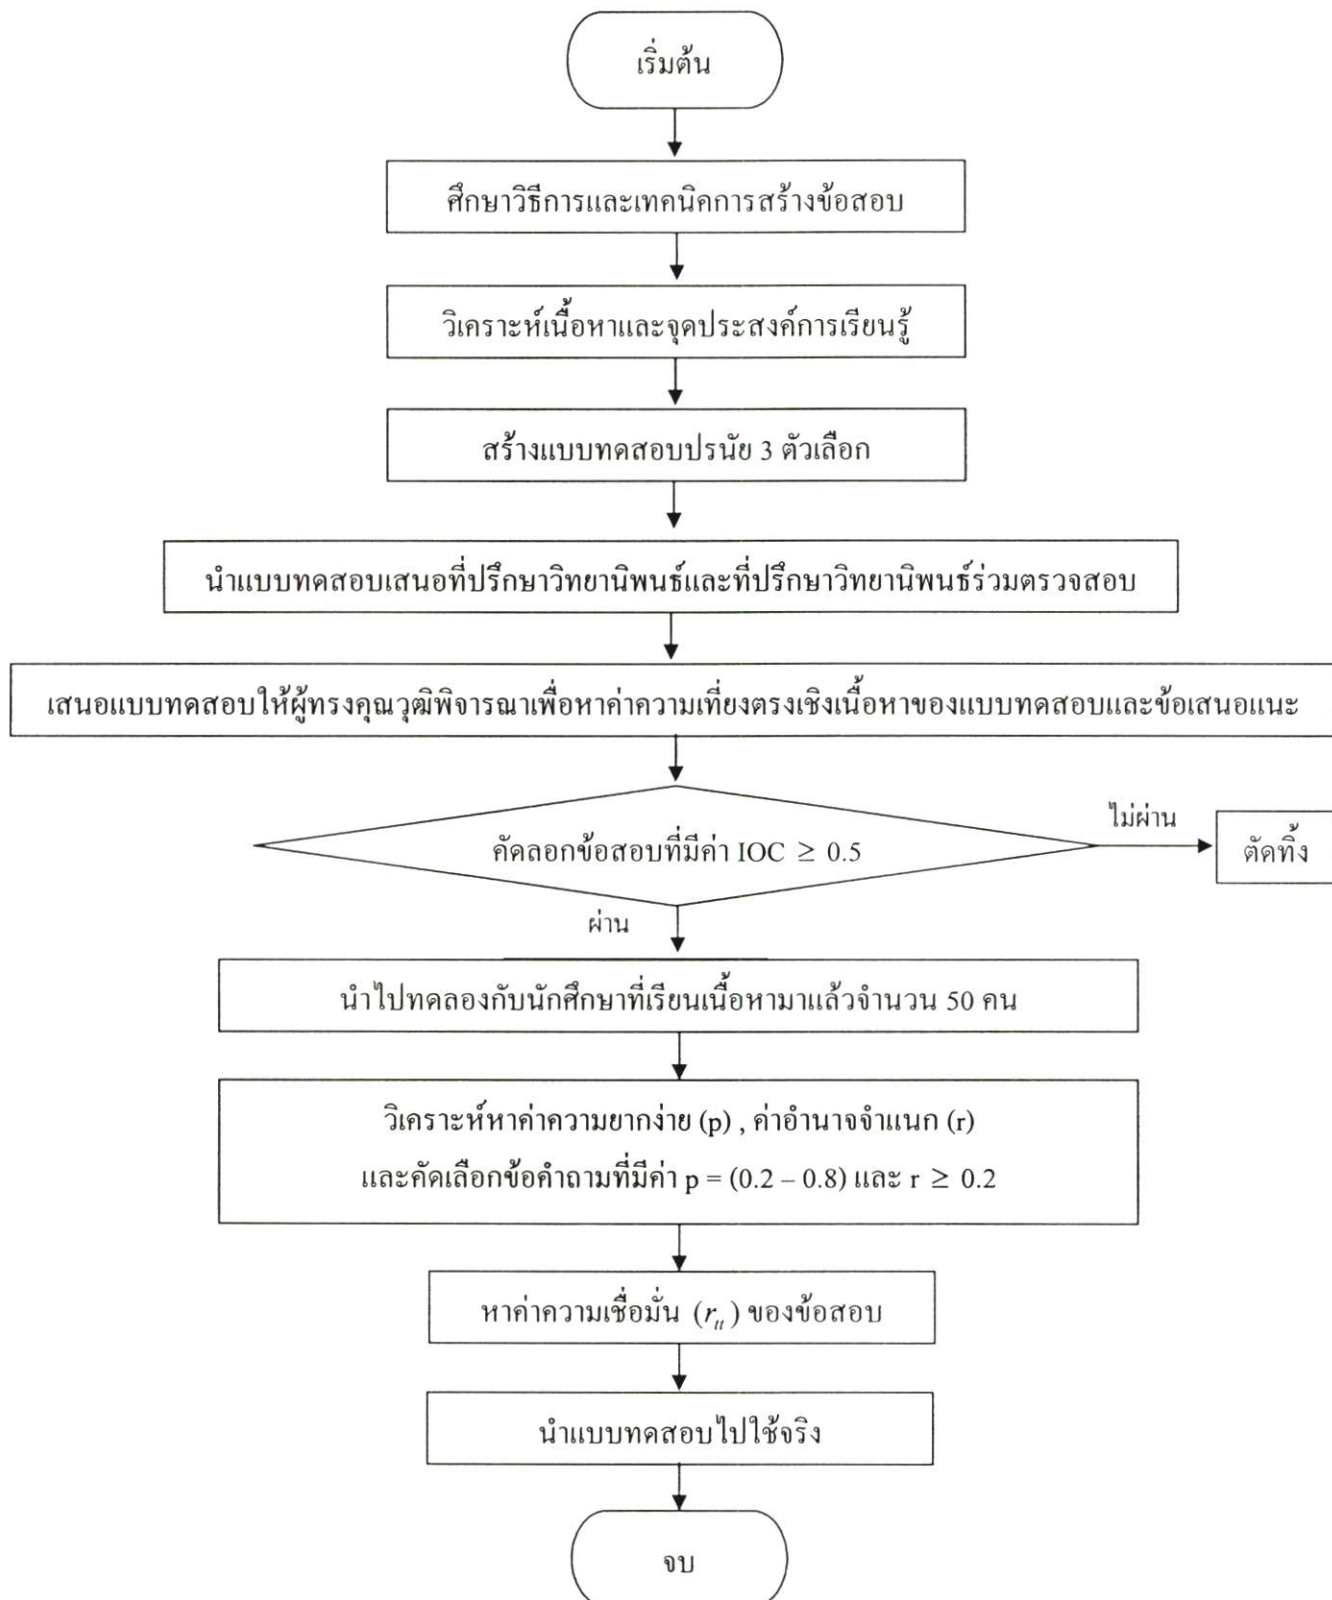 เริ่มต้น
ศึกษาวิธีการและเทคนิคการสร้างข้อสอบ
วิเคราะห์เนื้อหาและจุดประสงค์การเรียนรู้
สร้างแบบทดสอบปรนัย 3 ตัวเลือก
นำแบบทดสอบเสนอที่ปรึกษาวิทยานิพนธ์และที่ปรึกษาวิทยานิพนธ์ร่วมตรวจสอบ
เสนอแบบทดสอบให้ผู้ทรงคุณวุฒิพิจารณาเพื่อหาค่าความเที่ยงตรงเชิงเนื้อหาของแบบทดสอบและข้อเสนอแนะ
คัดลอกข้อสอบที่มีค่า IOC ≥ 0.5
ไม่ผ่าน
ตัดทิ้ง
ผ่าน
นำไปทดลองกับนักศึกษาที่เรียนเนื้อหามาแล้วจำนวน 50 คน
วิเคราะห์หาค่าความยากง่าย (p) , ค่าอำนาจจำแนก (r)
และคัดเลือกข้อคำถามที่มีค่า p = (0.2 – 0.8) และ r ≥ 0.2
หาค่าความเชื่อมั่น (r_tt) ของข้อสอบ
นำแบบทดสอบไปใช้จริง
จบ